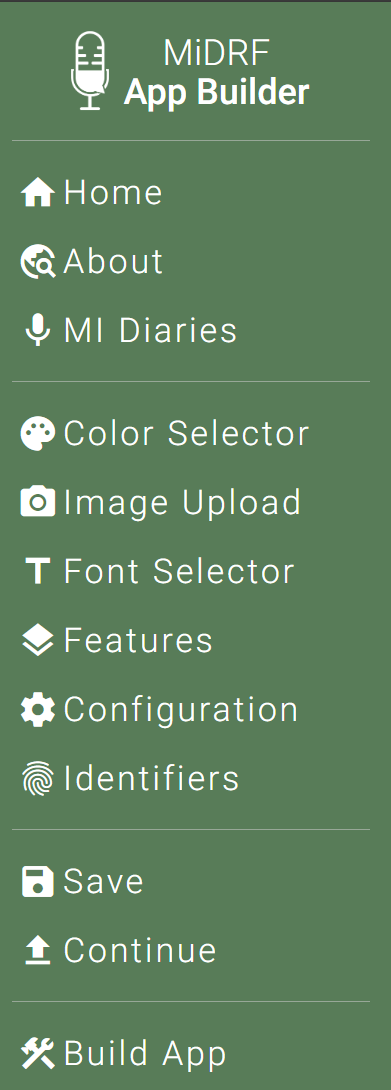 MiDRF
App Builder
Home
About
MI Diaries
Color Selector
Image Upload
Font Selector
Features
Configuration
Identifiers
Save
Continue
Build App